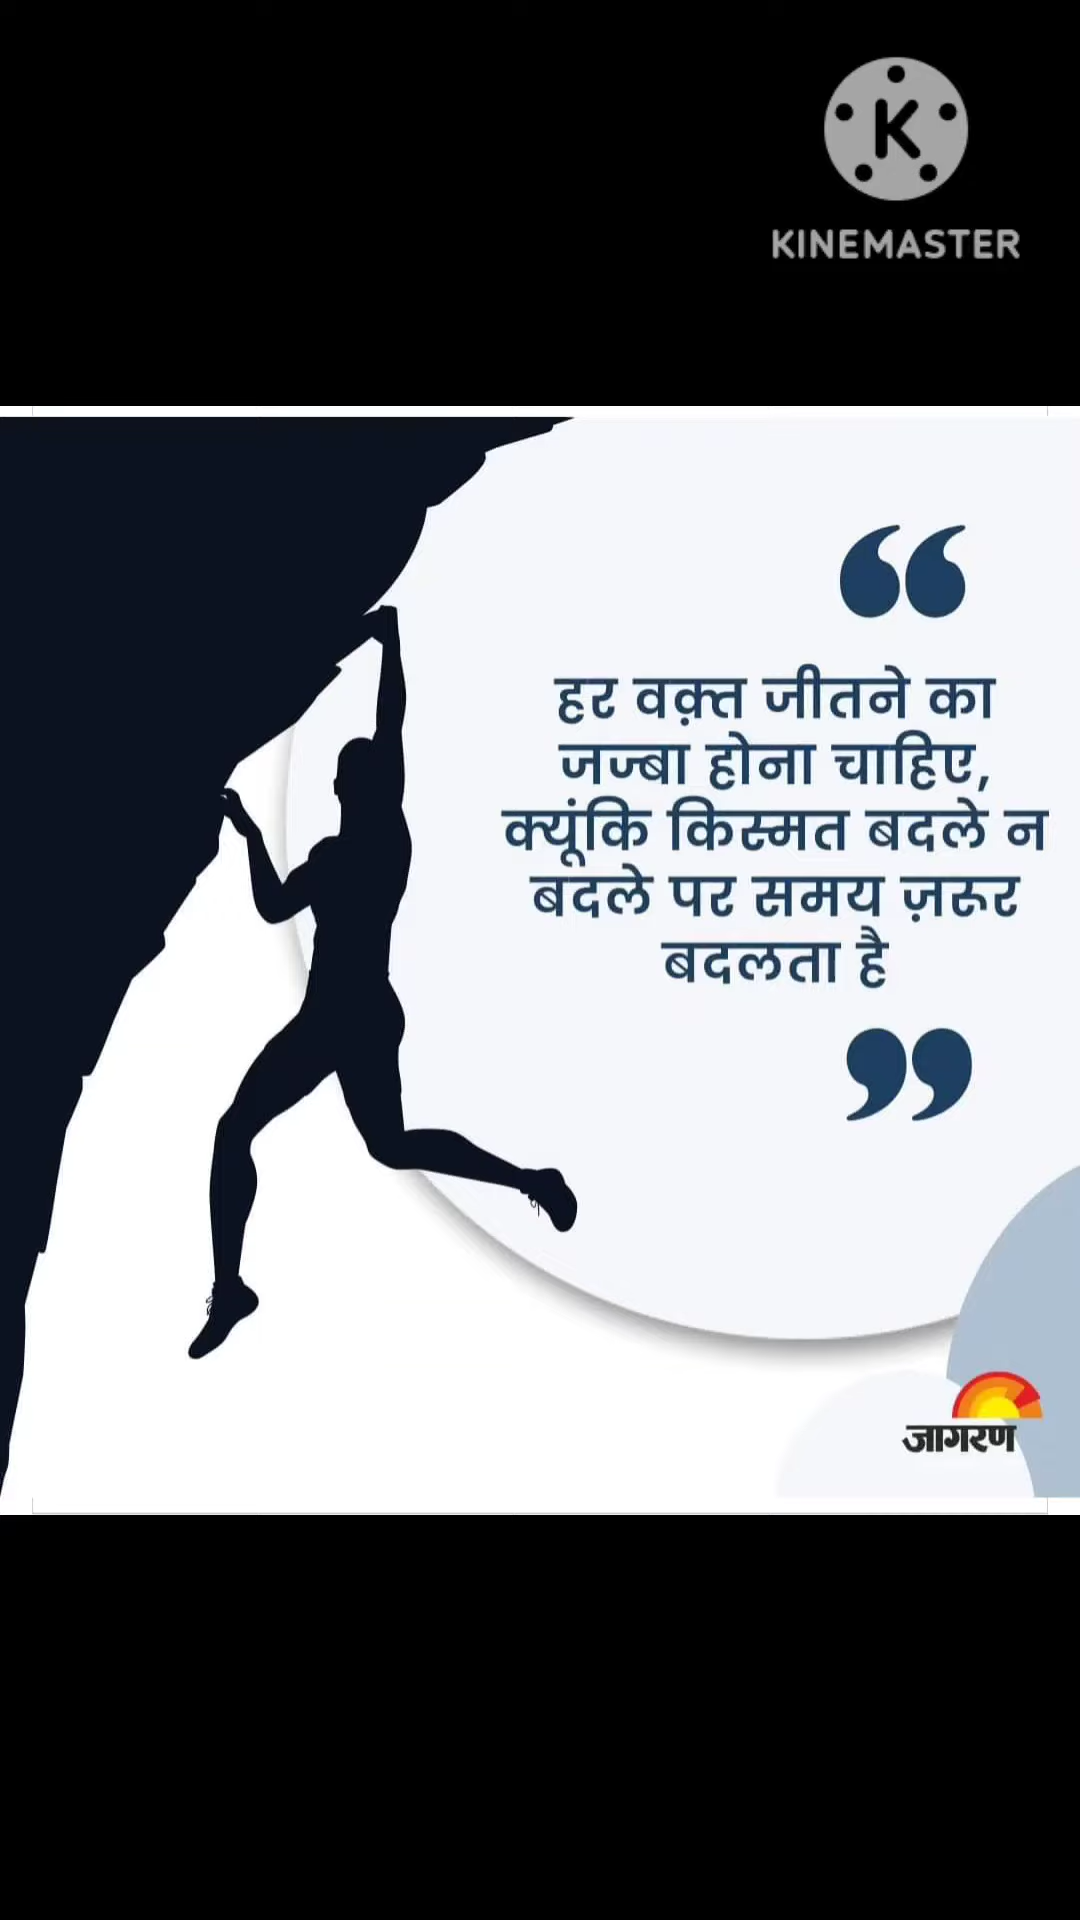 KINEMASTER
हर वक़्त जीतने का
जज्बा होना चाहिए,
क्यूंकि किस्मत बदले न
बदले पर समय ज़रूर
बदलता है
जागरण